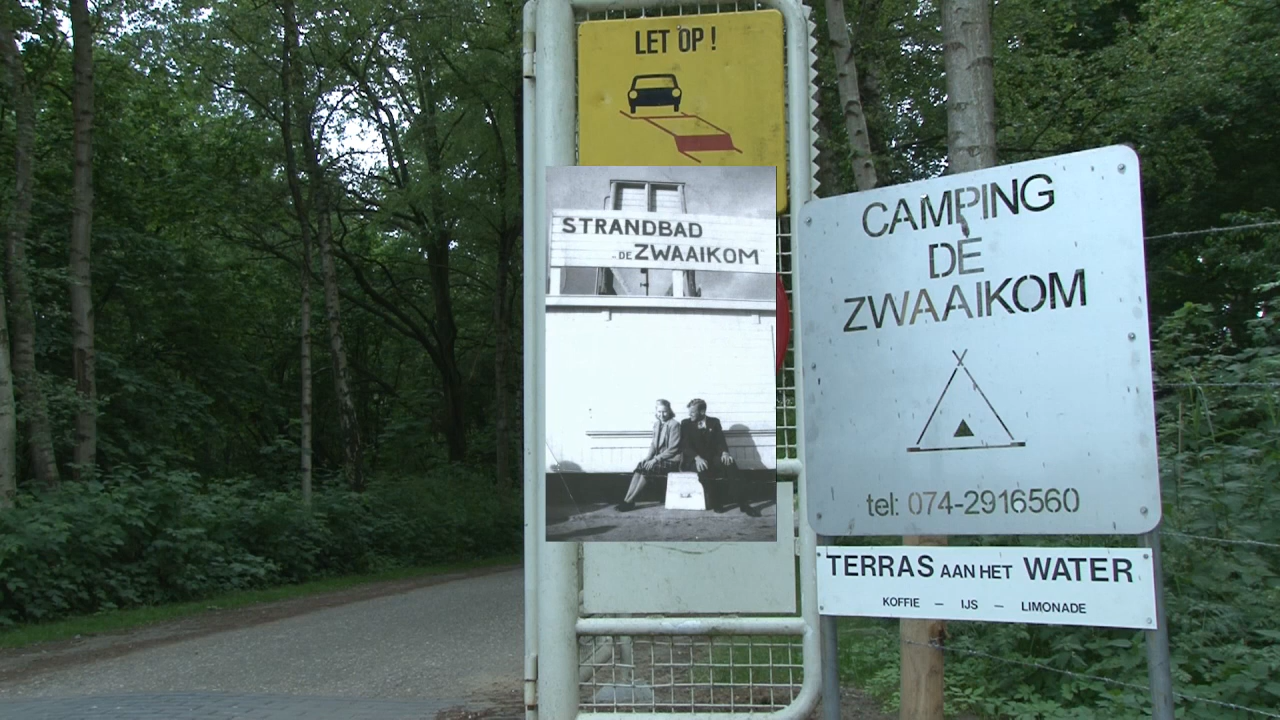 LET OP !
STRANDBAD
-DE ZWAAIKOM
CAMPING
DE
ZWAAIKOM
tel: 074-2916560
TERRAS AAN HET WATER
KOFFIE — IJS — LIMONADE